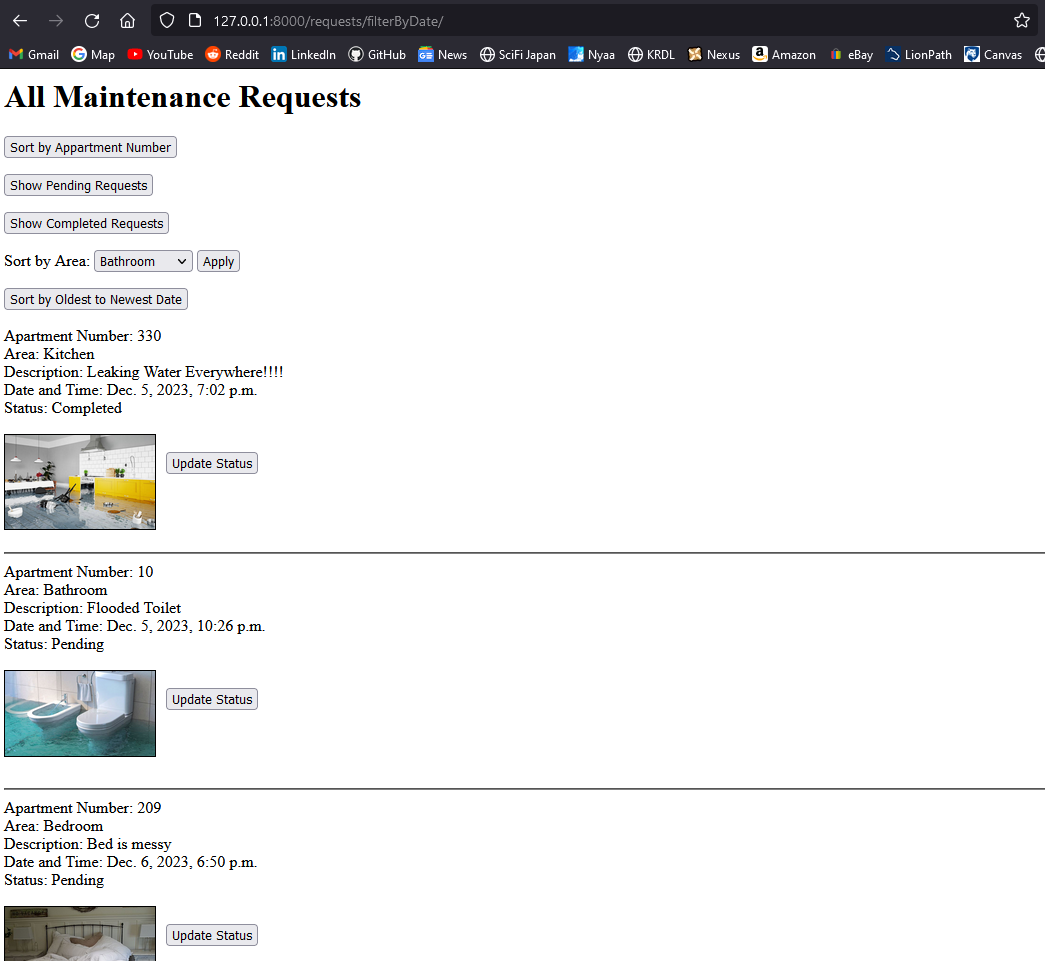 127.0.0.1:8000/requests/filterByDate/
Gmail Map YouTube Reddit LinkedIn GitHub News SciFi Japan Nyaa KRDL Nexus Amazon eBay LionPath Canvas
All Maintenance Requests
Sort by Appartment Number
Show Pending Requests
Show Completed Requests
Sort by Area: Bathroom Apply
Sort by Oldest to Newest Date
Apartment Number: 330
Area: Kitchen
Description: Leaking Water Everywhere!!!!
Date and Time: Dec. 5, 2023, 7:02 p.m.
Status: Completed
Update Status
Apartment Number: 10
Area: Bathroom
Description: Flooded Toilet
Date and Time: Dec. 5, 2023, 10:26 p.m.
Status: Pending
Update Status
Apartment Number: 209
Area: Bedroom
Description: Bed is messy
Date and Time: Dec. 6, 2023, 6:50 p.m.
Status: Pending
Update Status